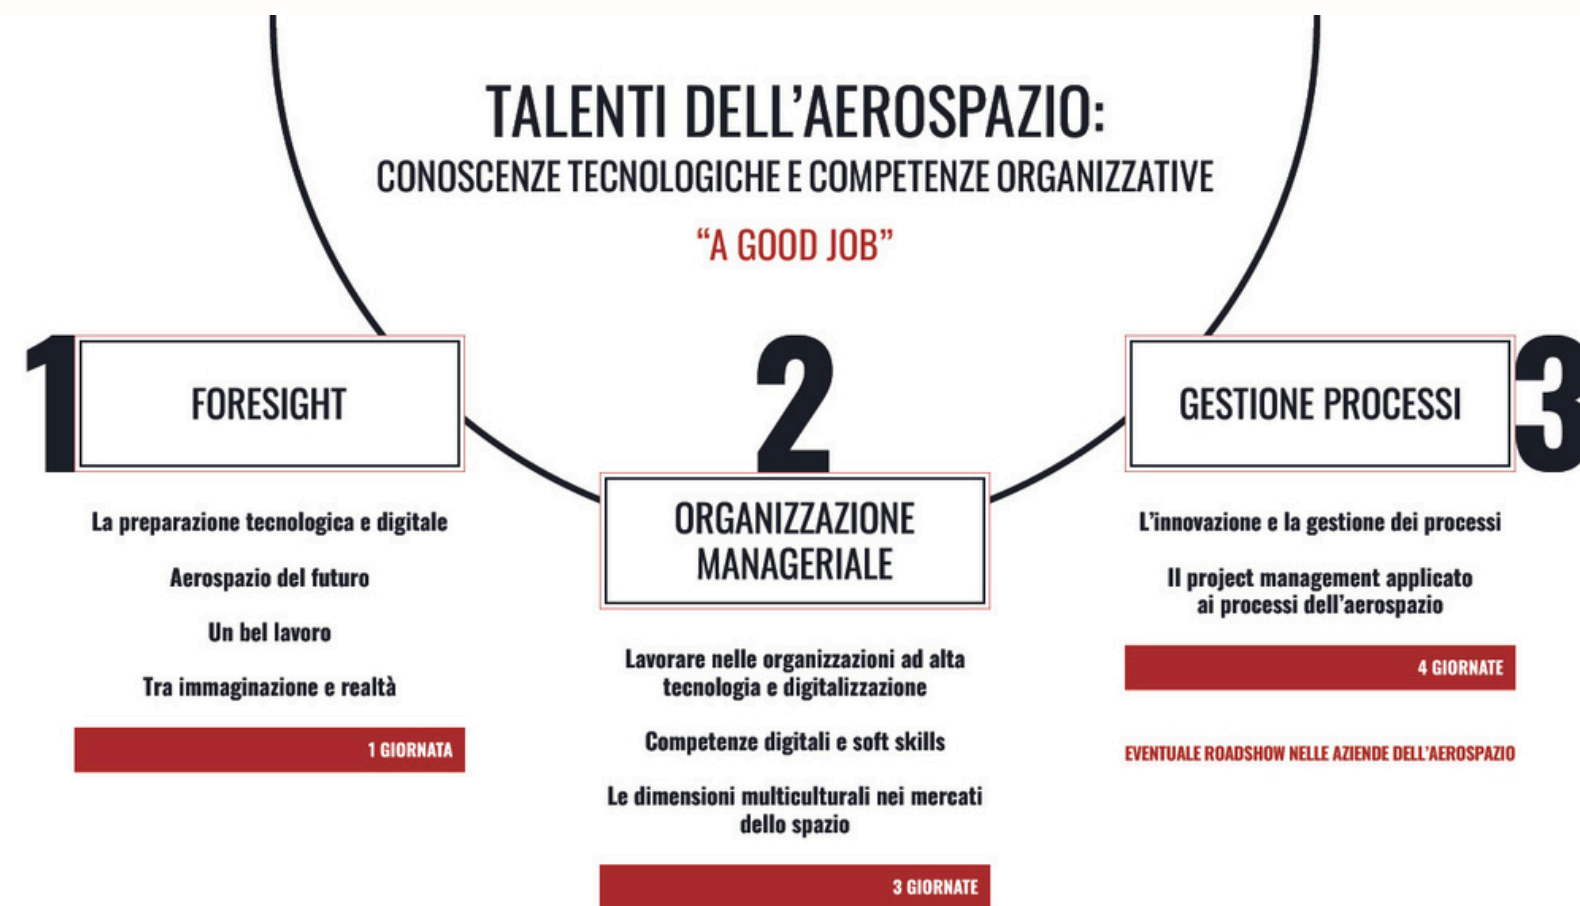 TALENTI DELL’AEROSPAZIO:
CONOSCENZE TECNOLOGICHE E COMPETENZE ORGANIZZATIVE
“A GOOD JOB”
1
FORESIGHT
La preparazione tecnologica e digitale
Aerospazio del futuro
Un bel lavoro
Tra immaginazione e realtà
1 GIORNATA
2
ORGANIZZAZIONE
MANAGERIALE
Lavorare nelle organizzazioni ad alta
tecnologia e digitalizzazione
Competenze digitali e soft skills
Le dimensioni multiculturali nei mercati
dello spazio
3 GIORNATE
3
GESTIONE PROCESSI
L’innovazione e la gestione dei processi
Il project management applicato
ai processi dell’aerospazio
4 GIORNATE
EVENTUALE ROADSHOW NELLE AZIENDE DELL’AEROSPAZIO